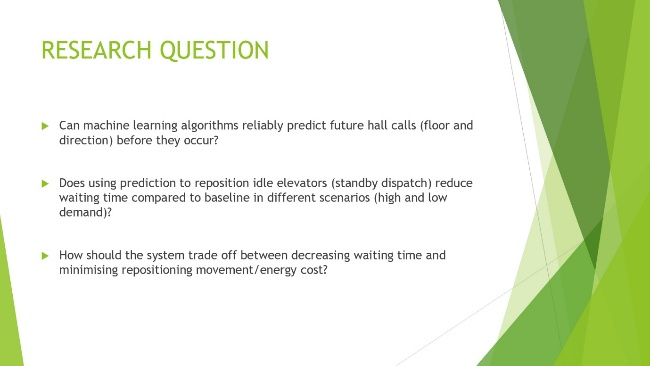 RESEARCH QUESTION
Can machine learning algorithms reliably predict future hall calls (floor and
direction) before they occur?
Does using prediction to reposition idle elevators (standby dispatch) reduce
waiting time compared to baseline in different scenarios (high and low
demand)?
How should the system trade off between decreasing waiting time and
minimising repositioning movement/energy cost?